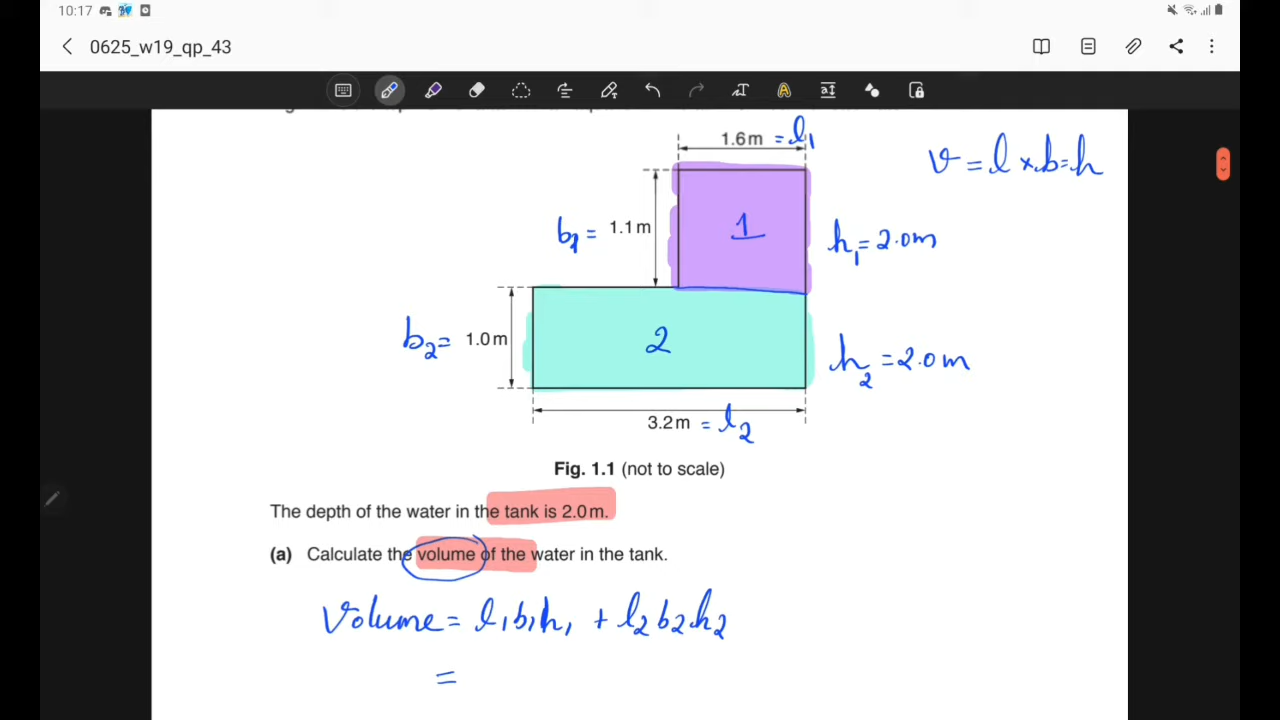 10:17
0625_w19_qp_43
1.6 m = l1
v = l × b = h
b1 = 1.1 m
1
h1 = 2.0m
b2 = 1.0 m
2
h2 = 2.0 m
3.2 m = l2
Fig. 1.1 (not to scale)
The depth of the water in the tank is 2.0 m.
(a) Calculate the volume of the water in the tank.
Volume = l1b1h1 + l2b2h2
=